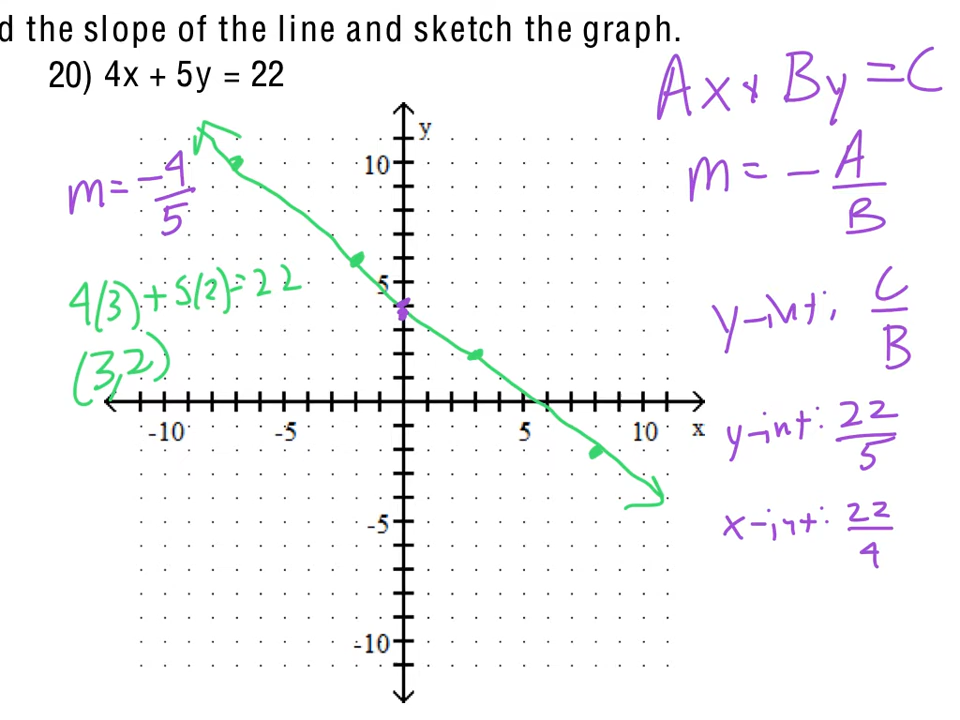 d the slope of the line and sketch the graph.
20) 4x + 5y = 22
Ax + By = C
m = -A/B
m = -4/5
4(3) + 5(2) = 22
(3,2)
y-int: C/B
y-int: 22/5
x-int: 22/4
y
10
5
-10
-5
5
10
x
-5
-10